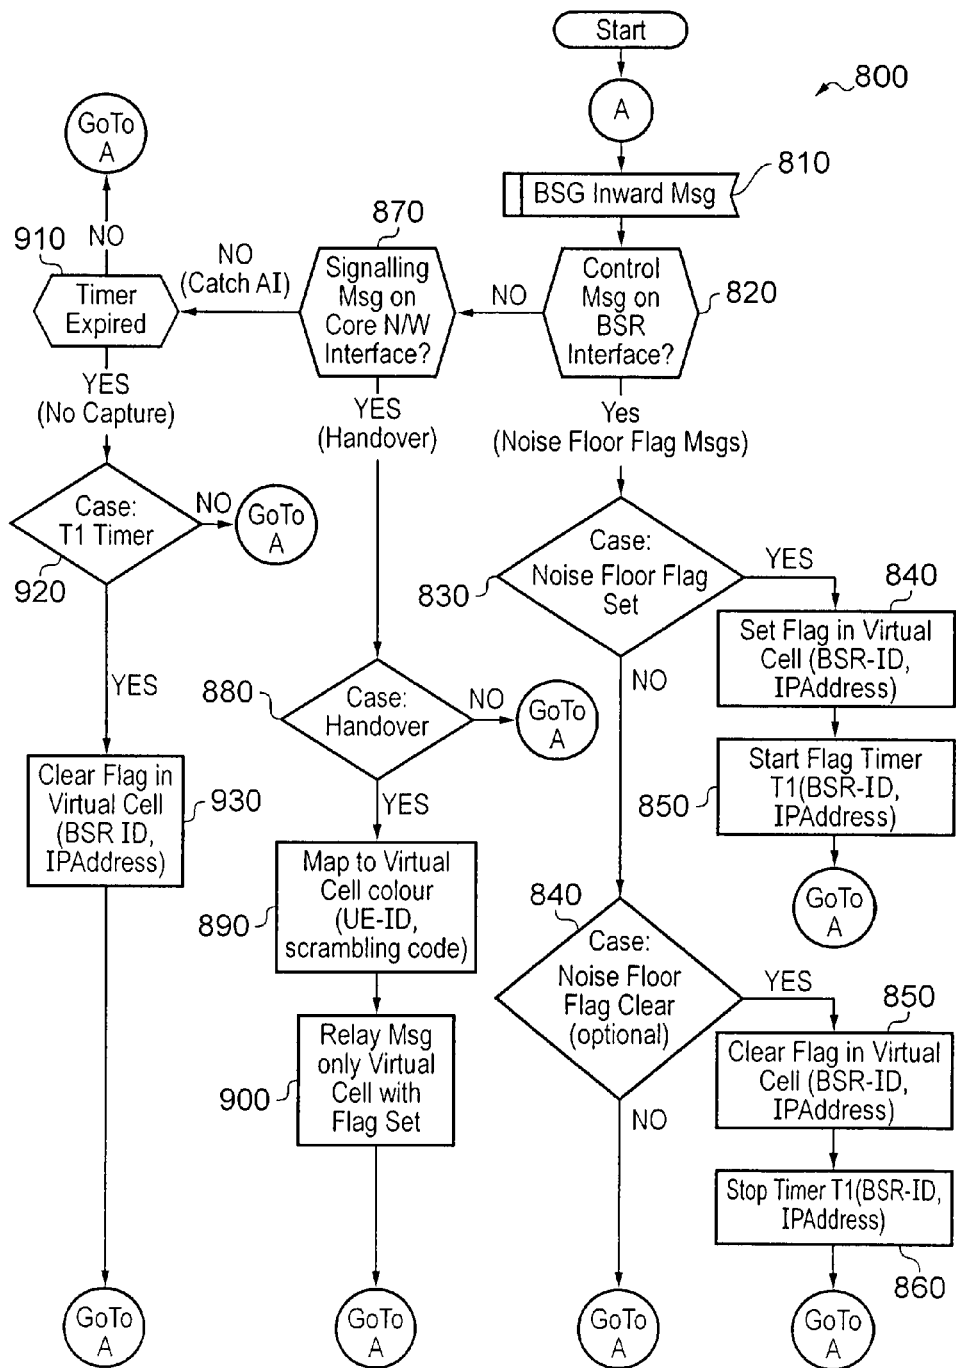 Start
800
A
GoTo
A
810
BSG Inward Msg
870
910
NO
NO
(Catch AI)
Signalling
Msg on
Core N/W
Interface?
NO
Control
Msg on
BSR
Interface?
820
Timer
Expired
YES
(No Capture)
YES
(Handover)
Yes
(Noise Floor Flag Msgs)
Case:
T1 Timer
NO
GoTo
A
920
Case:
Noise Floor Flag
Set
830
YES
840
Set Flag in Virtual
Cell (BSR-ID,
IPAddress)
NO
YES
880
Case:
Handover
NO
GoTo
A
Start Flag Timer
T1(BSR-ID,
IPAddress)
850
Clear Flag in
Virtual Cell
(BSR ID,
IPAddress)
930
YES
Map to Virtual
Cell colour
(UE-ID,
scrambling code)
890
GoTo
A
840
Case:
Noise Floor
Flag Clear
(optional)
YES
850
Clear Flag in Virtual
Cell (BSR-ID,
IPAddress)
Relay Msg
only Virtual
Cell with
Flag Set
900
NO
Stop Timer T1(BSR-ID,
IPAddress)
860
GoTo
A
GoTo
A
GoTo
A
GoTo
A